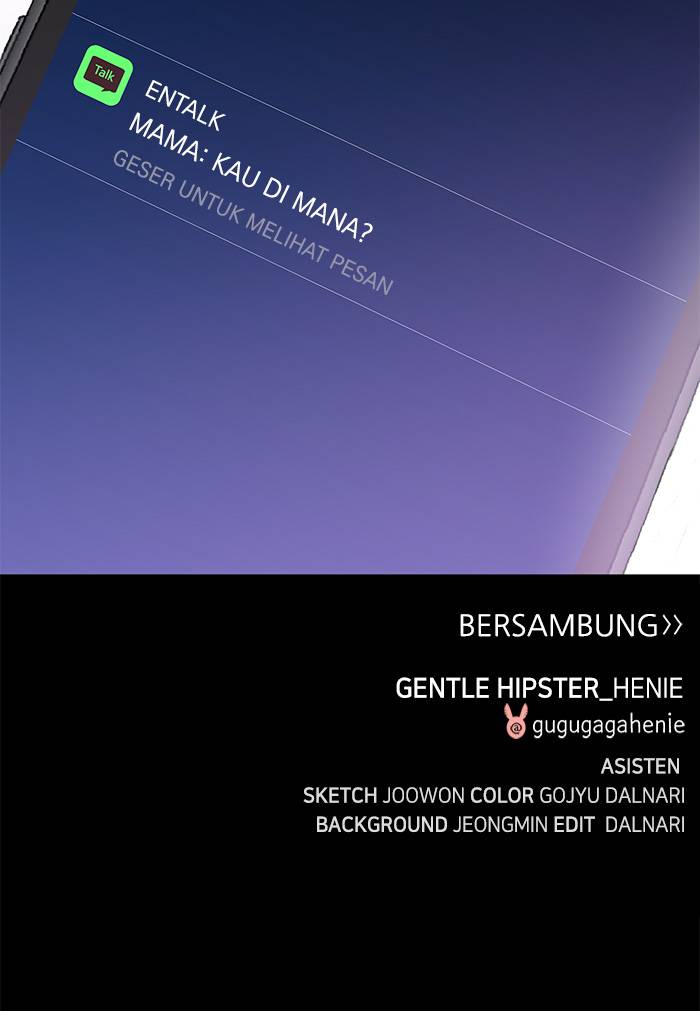 Talk
ENTALK
MAMA: KAU DI MANA?
GESER UNTUK MELIHAT PESAN
BERSAMBUNG»
GENTLE HIPSTER_HENIE
@ gugugagahenie
ASISTEN
SKETCH JOOWON COLOR GOJYU DALNARI
BACKGROUND JEONGMIN EDIT DALNARI